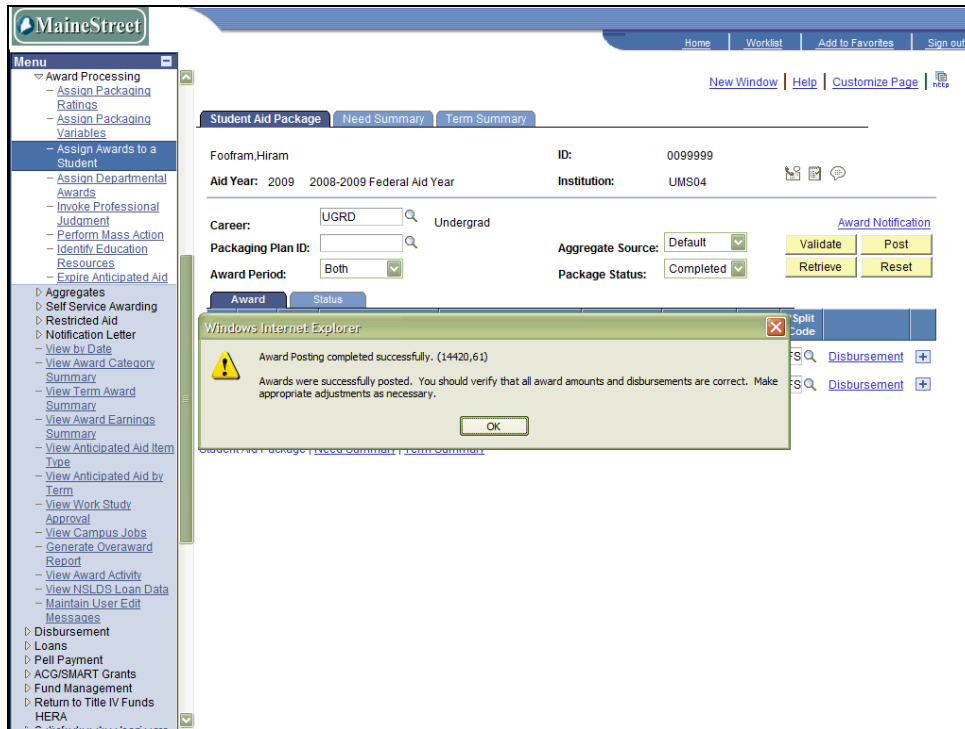 MaineStreet
Home Worklist Add to Favorites Sign out
Menu
Award Processing
Assign Packaging
Ratings
Assign Packaging
Variables
Assign Awards to a
Student
Assign Departmental
Awards
Invoke Professional
Judgment
Perform Mass Action
Identify Education
Resources
Expire Anticipated Aid
Aggregates
Self Service Awarding
Restricted Aid
Notification Letter
View by Date
View Award Category
Summary
View Term Award
Summary
View Award Earnings
Summary
View Anticipated Aid Item
Type
View Anticipated Aid by
Term
View Work Study
Approval
View Campus Jobs
Generate Overaward
Report
View Award Activity
View NSLDS Loan Data
Maintain User Edit
Messages
Disbursement
Loans
Pell Payment
ACG/SMART Grants
Fund Management
Return to Title IV Funds
HERA
New Window Help Customize Page http
Student Aid Package Need Summary Term Summary
Foofram,Hiram ID: 0099999
Aid Year: 2009 2008-2009 Federal Aid Year Institution: UMS04
Career: UGRD Undergrad Award Notification
Packaging Plan ID: Aggregate Source: Default Validate Post
Award Period: Both Package Status: Completed Retrieve Reset
Award Status
*Split
Code
Windows Internet Explorer
Award Posting completed successfully. (14420,61)
Awards were successfully posted. You should verify that all award amounts and disbursements are correct. Make
appropriate adjustments as necessary.
OK
FS Disbursement
FS Disbursement
Student Aid Package | Need Summary | Term Summary